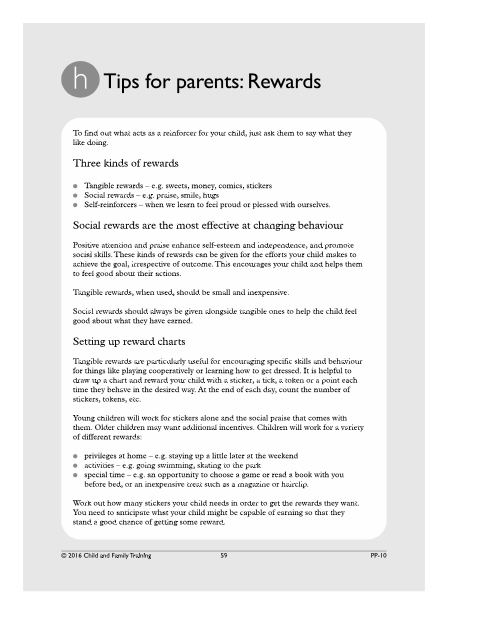 h Tips for parents: Rewards
To find out what acts as a reinforcer for your child, just ask them to say what they
like doing.
Three kinds of rewards
Tangible rewards – e.g. sweets, money, comics, stickers
Social rewards – e.g. praise, smile, hugs
Self-reinforcers – when we learn to feel proud or pleased with ourselves.
Social rewards are the most effective at changing behaviour
Positive attention and praise enhance self-esteem and independence, and promote
social skills. These kinds of rewards can be given for the efforts your child makes to
achieve the goal, irrespective of outcome. This encourages your child and helps them
to feel good about their actions.
Tangible rewards, when used, should be small and inexpensive.
Social rewards should always be given alongside tangible ones to help the child feel
good about what they have earned.
Setting up reward charts
Tangible rewards are particularly useful for encouraging specific skills and behaviour
for things like playing cooperatively or learning how to get dressed. It is helpful to
draw up a chart and reward your child with a sticker, a tick, a token or a point each
time they behave in the desired way. At the end of each day, count the number of
stickers, tokens, etc.
Young children will work for stickers alone and the social praise that comes with
them. Older children may want additional incentives. Children will work for a variety
of different rewards:
privileges at home – e.g. staying up a little later at the weekend
activities – e.g. going swimming, skating to the park
special time – e.g. an opportunity to choose a game or read a book with you
before bed, or an inexpensive treat such as a magazine or hairclip.
Work out how many stickers your child needs in order to get the rewards they want.
You need to anticipate what your child might be capable of earning so that they
stand a good chance of getting some reward.
© 2016 Child and Family Training 59 PP-10